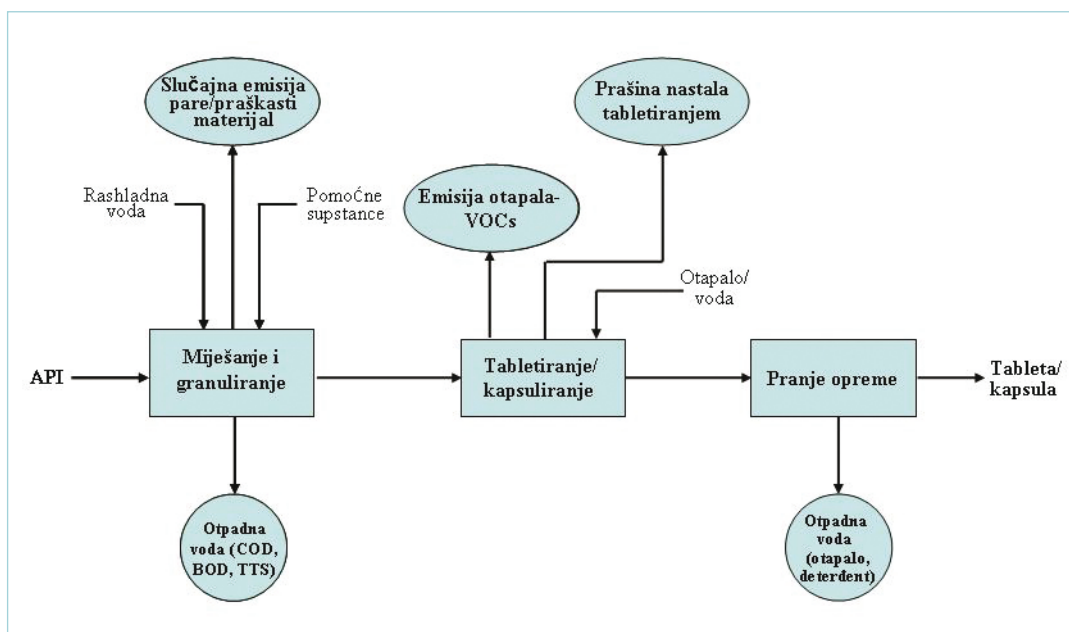 Slučajna emisija
pare/praškasti
materijal
Prašina nastala
tabletiranjem
Rashladna
voda
Pomoćne
supstance
Emisija otapala-
VOCs
Otapalo/
voda
API
Miješanje i
granuliranje
Tabletiranje/
kapsuliranje
Pranje opreme
Tableta/
kapsula
Otpadna
voda (COD,
BOD, TTS)
Otpadna
voda
(otapalo,
deterđent)